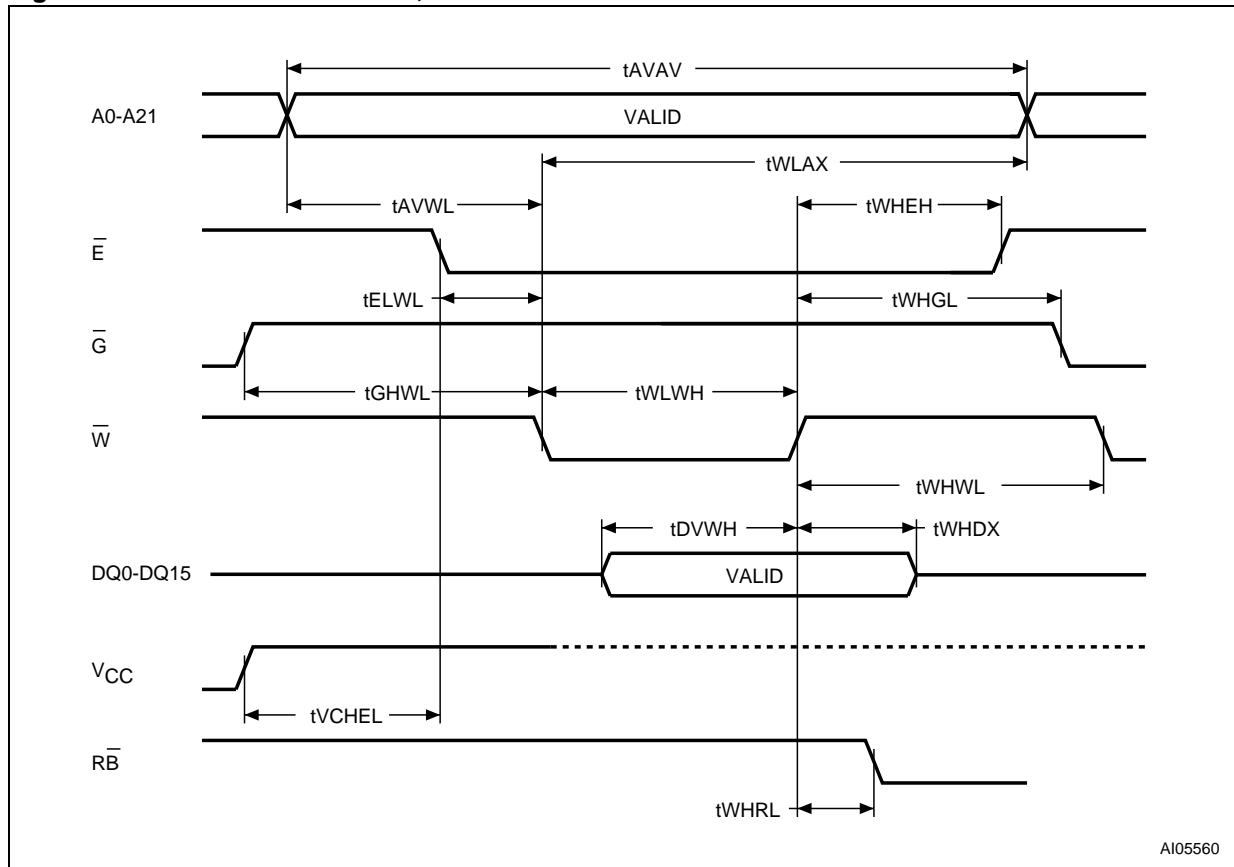 tAVAV
A0-A21
VALID
tWLAX
tAVWL
tWHEH
E̅
tELWL
tWHGL
G̅
tGHWL
tWLWH
W̅
tWHWL
tDVWH
tWHDX
DQ0-DQ15
VALID
VCC
tVCHEL
RB̅
tWHRL
AI05560